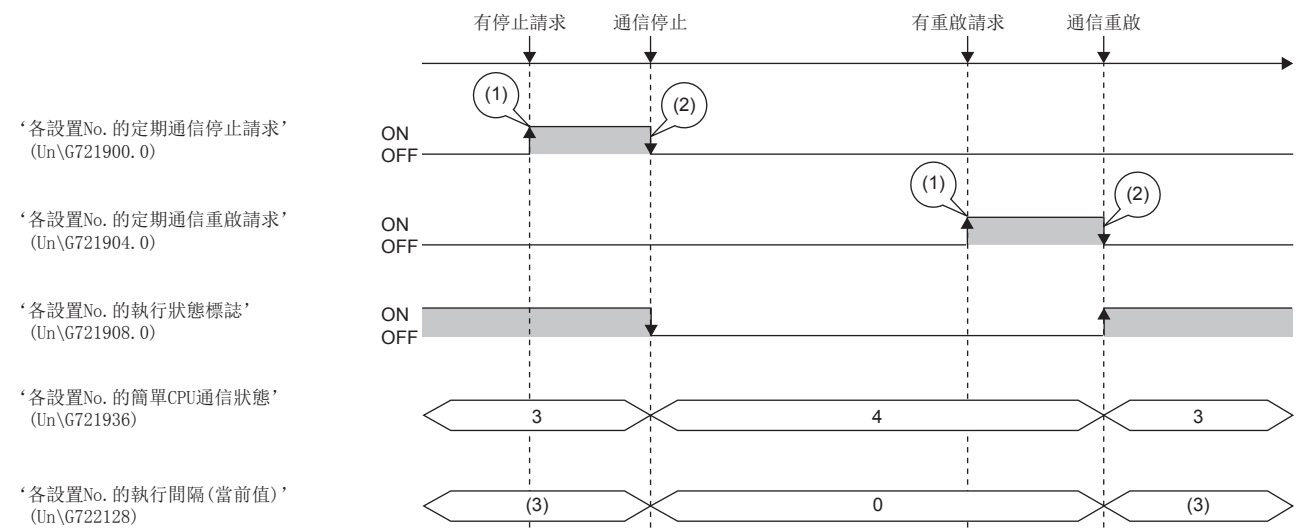 有停止請求 通信停止 有重啟請求 通信重啟
(1) (2)
‘各設置No.的定期通信停止請求’
(Un\G721900.0)
ON
OFF
(1) (2)
‘各設置No.的定期通信重啟請求’
(Un\G721904.0)
ON
OFF
‘各設置No.的執行狀態標誌’
(Un\G721908.0)
ON
OFF
‘各設置No.的簡單CPU通信狀態’
(Un\G721936)
3 4 3
‘各設置No.的執行間隔(當前值)’
(Un\G722128)
(3) 0 (3)